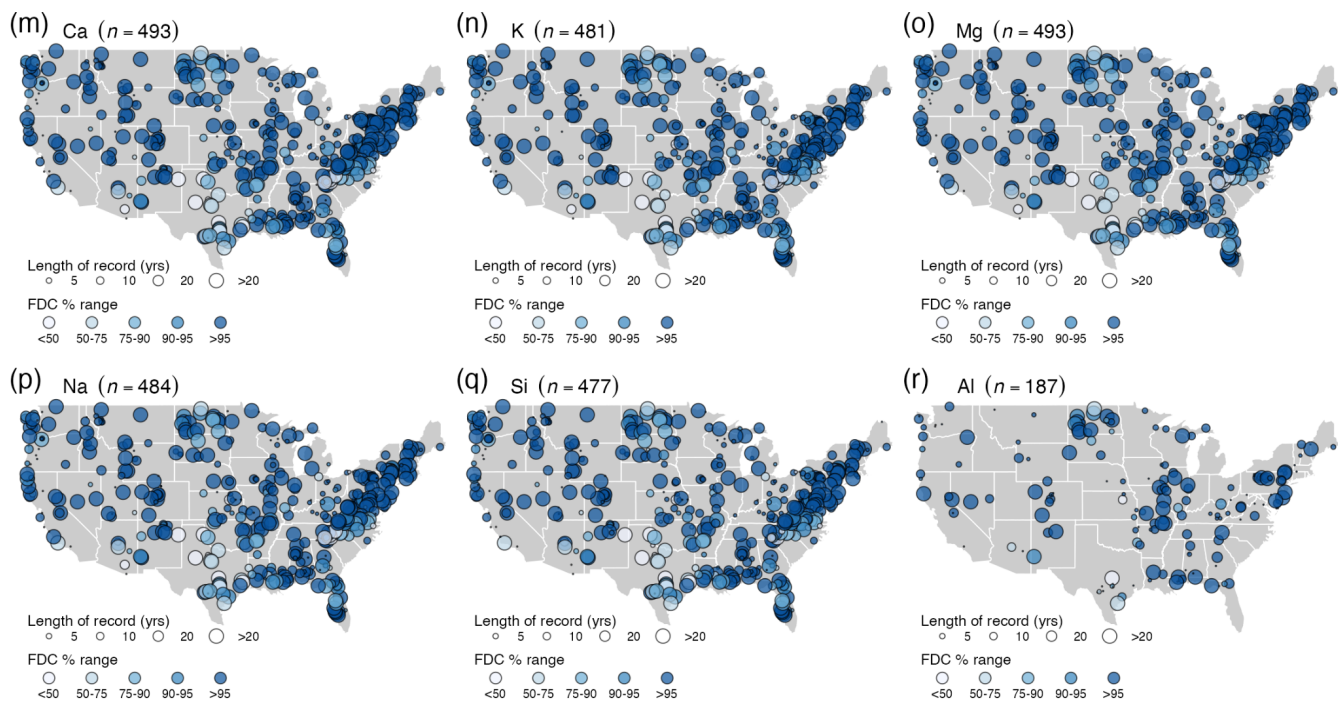 (m) Ca (n = 493)
Length of record (yrs)
5 10 20 >20
FDC % range
<50 50-75 75-90 90-95 >95
(n) K (n = 481)
Length of record (yrs)
5 10 20 >20
FDC % range
<50 50-75 75-90 90-95 >95
(o) Mg (n = 493)
Length of record (yrs)
5 10 20 >20
FDC % range
<50 50-75 75-90 90-95 >95
(p) Na (n = 484)
Length of record (yrs)
5 10 20 >20
FDC % range
<50 50-75 75-90 90-95 >95
(q) Si (n = 477)
Length of record (yrs)
5 10 20 >20
FDC % range
<50 50-75 75-90 90-95 >95
(r) Al (n = 187)
Length of record (yrs)
5 10 20 >20
FDC % range
<50 50-75 75-90 90-95 >95